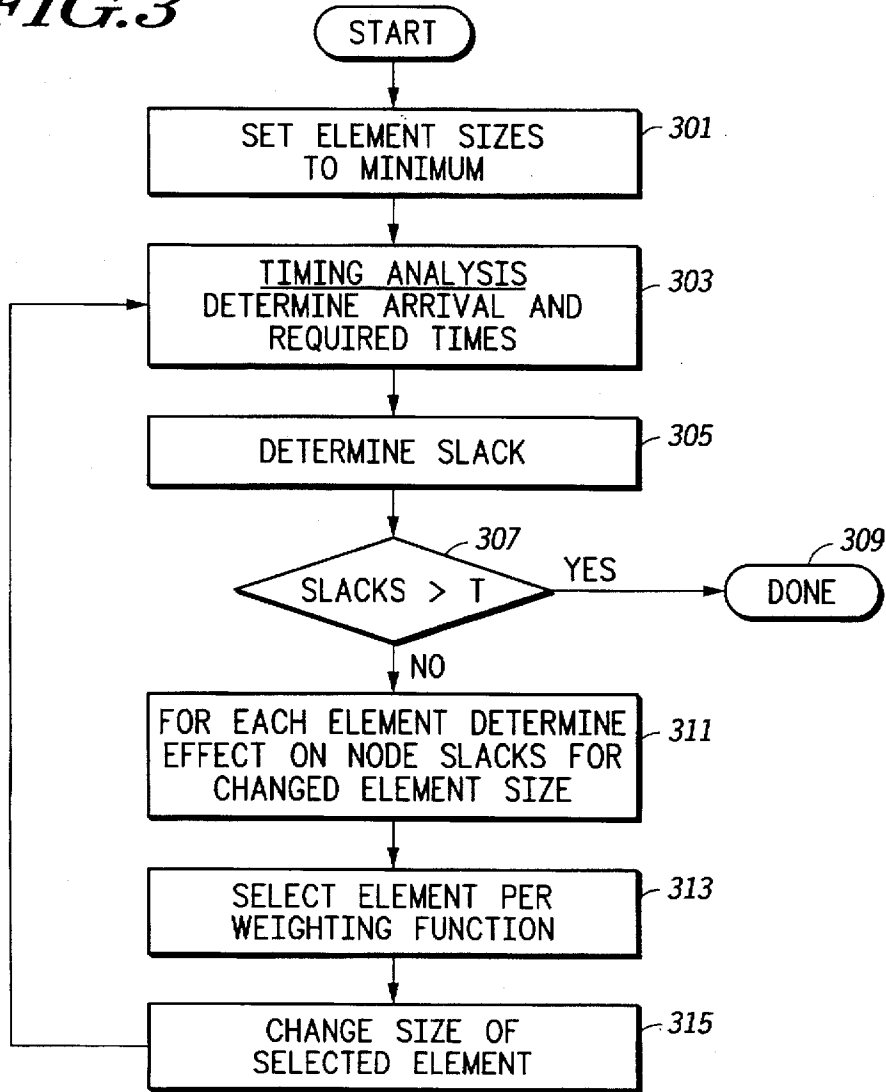 FIG.3
START
SET ELEMENT SIZES
TO MINIMUM
301
TIMING ANALYSIS
DETERMINE ARRIVAL AND
REQUIRED TIMES
303
DETERMINE SLACK
305
307
SLACKS > T
YES
309
DONE
NO
FOR EACH ELEMENT DETERMINE
EFFECT ON NODE SLACKS FOR
CHANGED ELEMENT SIZE
311
SELECT ELEMENT PER
WEIGHTING FUNCTION
313
CHANGE SIZE OF
SELECTED ELEMENT
315